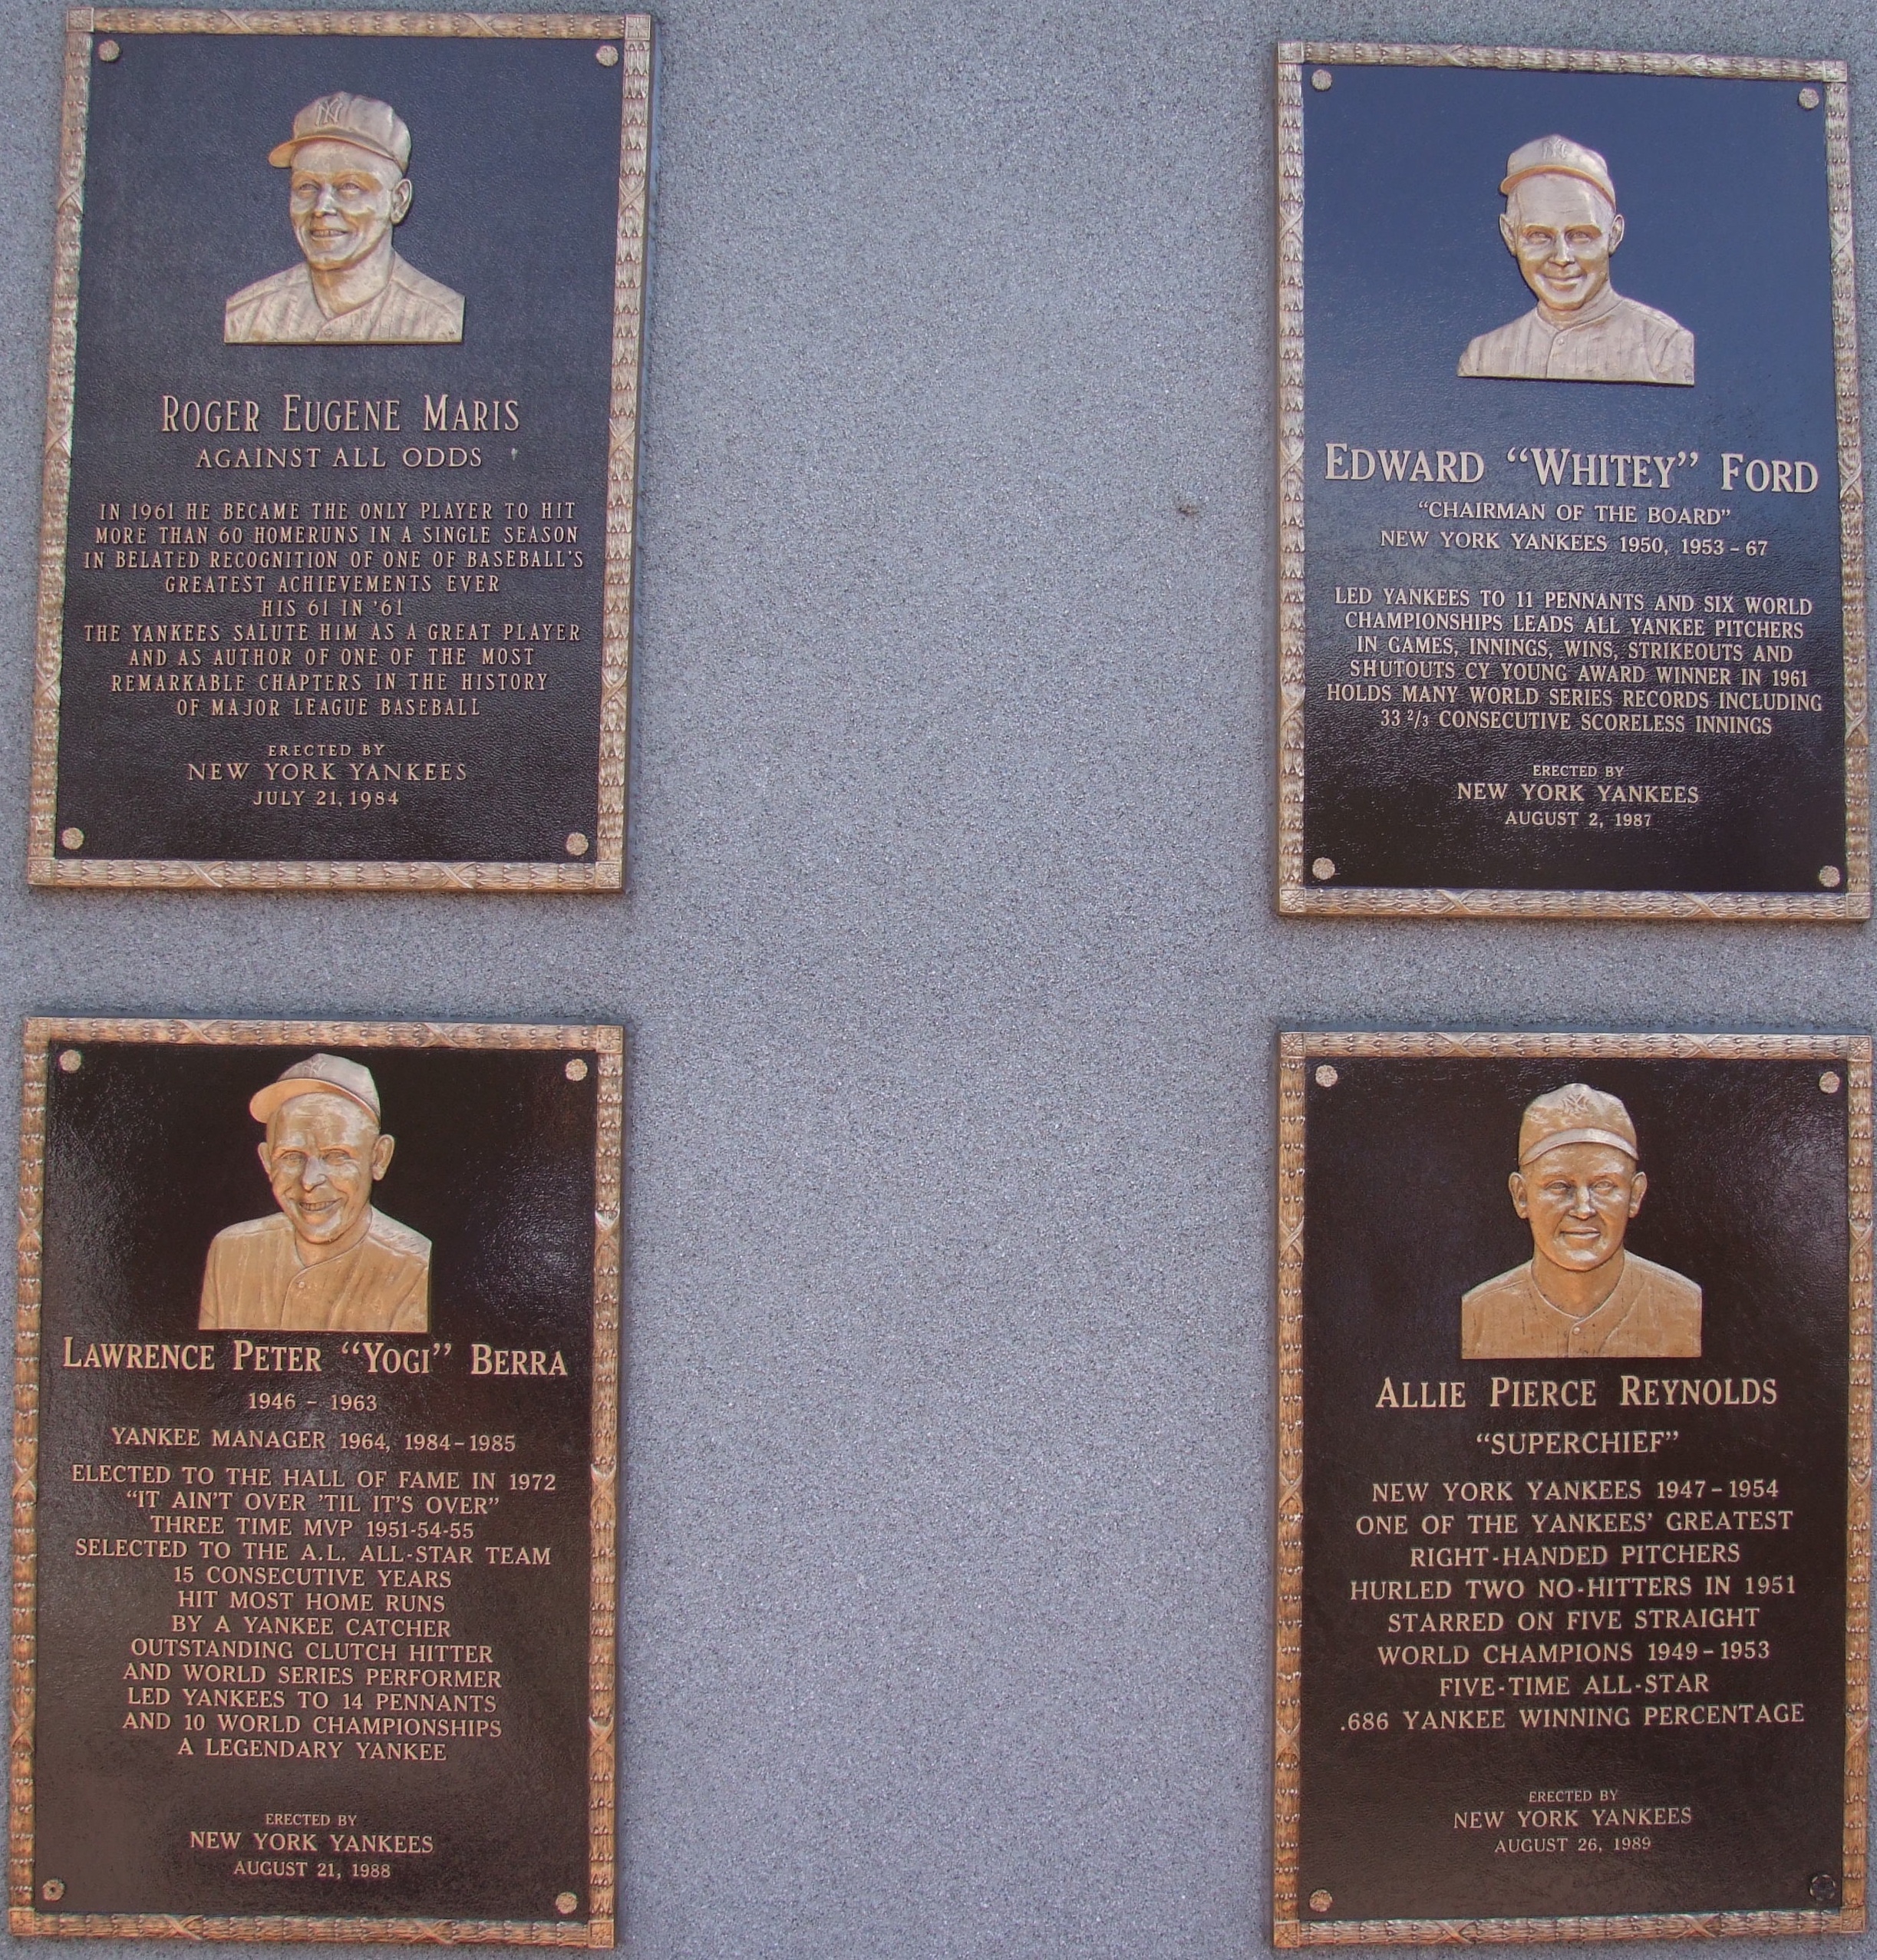 ROGER EUGENE MARIS
AGAINST ALL ODDS
IN 1961 HE BECAME THE ONLY PLAYER TO HIT
MORE THAN 60 HOMERUNS IN A SINGLE SEASON
IN BELATED RECOGNITION OF ONE OF BASEBALL'S
GREATEST ACHIEVEMENTS EVER
HIS 61 IN '61
THE YANKEES SALUTE HIM AS A GREAT PLAYER
AND AS AUTHOR OF ONE OF THE MOST
REMARKABLE CHAPTERS IN THE HISTORY
OF MAJOR LEAGUE BASEBALL
ERECTED BY
NEW YORK YANKEES
JULY 21, 1984
EDWARD "WHITEY" FORD
"CHAIRMAN OF THE BOARD"
NEW YORK YANKEES 1950, 1953-67
LED YANKEES TO 11 PENNANTS AND SIX WORLD
CHAMPIONSHIPS LEADS ALL YANKEE PITCHERS
IN GAMES, INNINGS, WINS, STRIKEOUTS AND
SHUTOUTS CY YOUNG AWARD WINNER IN 1961
HOLDS MANY WORLD SERIES RECORDS INCLUDING
33 2/3 CONSECUTIVE SCORELESS INNINGS
ERECTED BY
NEW YORK YANKEES
AUGUST 2, 1987
LAWRENCE PETER "YOGI" BERRA
1946 - 1963
YANKEE MANAGER 1964, 1984-1985
ELECTED TO THE HALL OF FAME IN 1972
"IT AIN'T OVER 'TIL IT'S OVER"
THREE TIME MVP 1951-54-55
SELECTED TO THE A.L. ALL-STAR TEAM
15 CONSECUTIVE YEARS
HIT MOST HOME RUNS
BY A YANKEE CATCHER
OUTSTANDING CLUTCH HITTER
AND WORLD SERIES PERFORMER
LED YANKEES TO 14 PENNANTS
AND 10 WORLD CHAMPIONSHIPS
A LEGENDARY YANKEE
ERECTED BY
NEW YORK YANKEES
AUGUST 21, 1988
ALLIE PIERCE REYNOLDS
"SUPERCHIEF"
NEW YORK YANKEES 1947-1954
ONE OF THE YANKEES' GREATEST
RIGHT-HANDED PITCHERS
HURLED TWO NO-HITTERS IN 1951
STARRED ON FIVE STRAIGHT
WORLD CHAMPIONS 1949-1953
FIVE-TIME ALL-STAR
.686 YANKEE WINNING PERCENTAGE
ERECTED BY
NEW YORK YANKEES
AUGUST 26, 1989